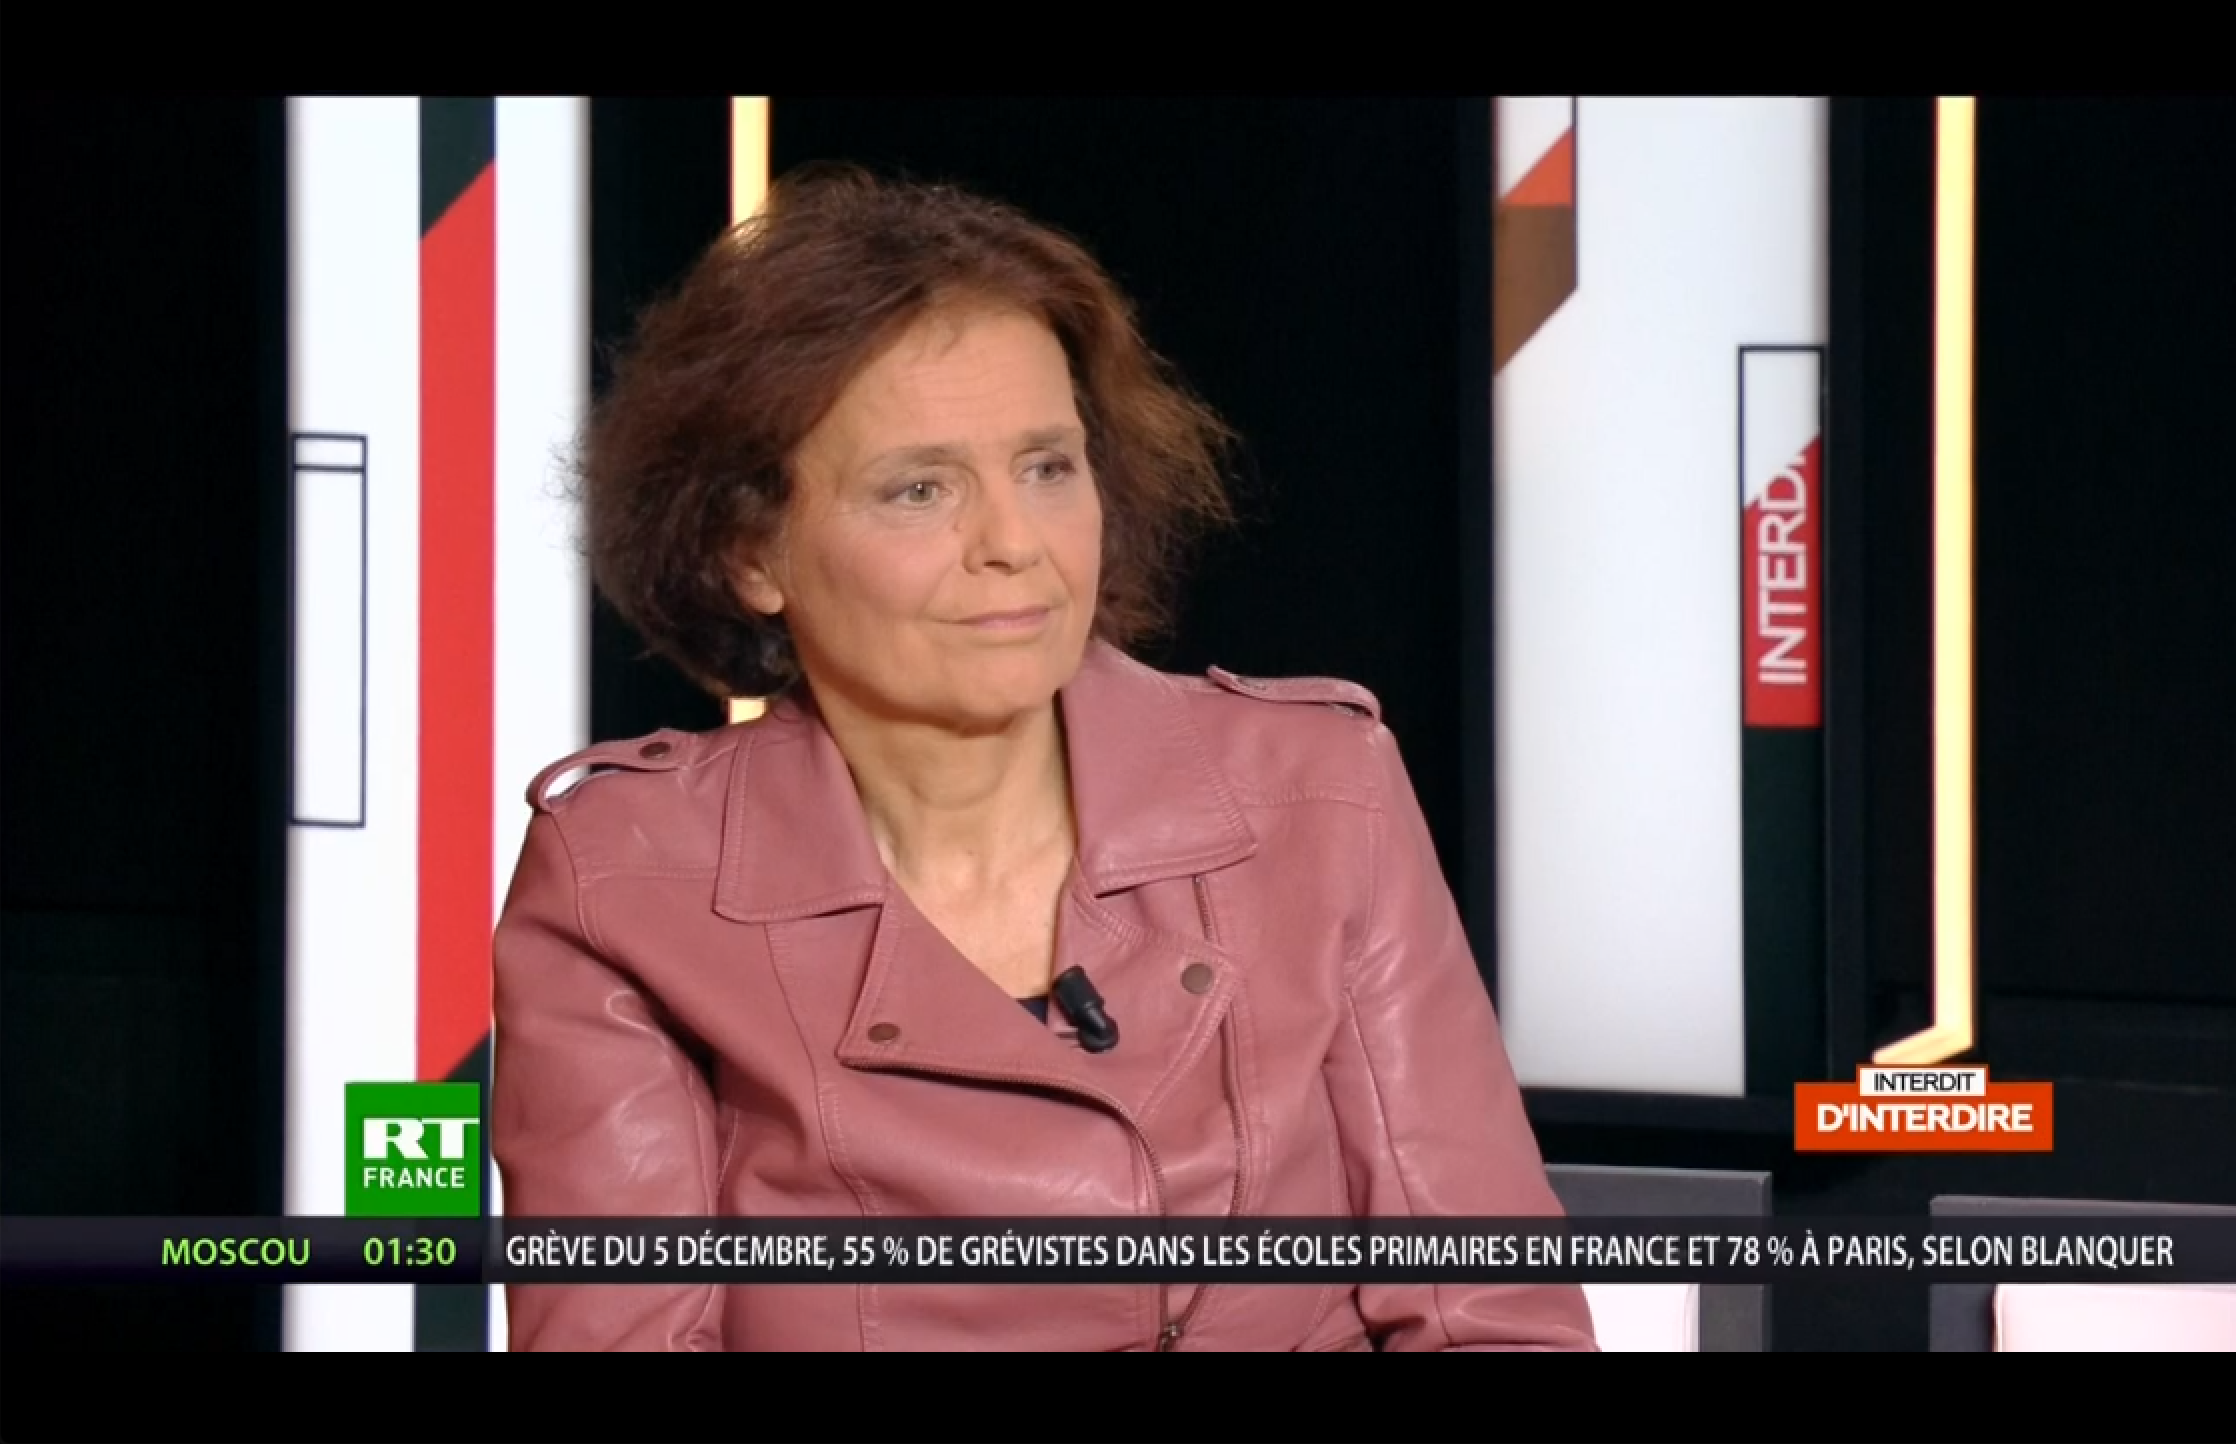 INTERDI
RT
FRANCE
INTERDIT
D'INTERDIRE
MOSCOU 01:30 GRÈVE DU 5 DÉCEMBRE, 55 % DE GRÉVISTES DANS LES ÉCOLES PRIMAIRES EN FRANCE ET 78 % À PARIS, SELON BLANQUER